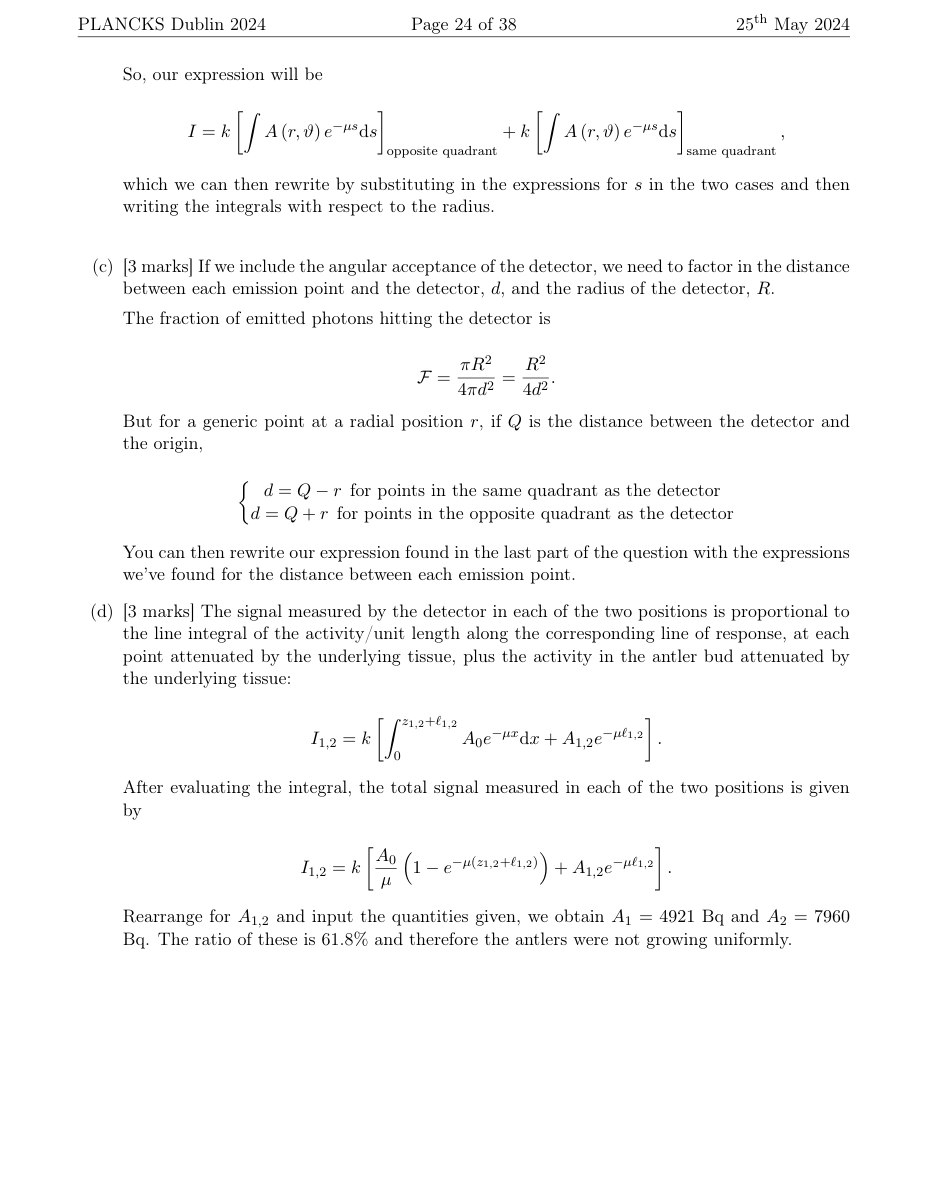 PLANCKS Dublin 2024 Page 24 of 38 25th May 2024
So, our expression will be
I = k [∫ A (r, ϑ) e^{−μs}ds]_{opposite quadrant} + k [∫ A (r, ϑ) e^{−μs}ds]_{same quadrant} ,
which we can then rewrite by substituting in the expressions for s in the two cases and then
writing the integrals with respect to the radius.
(c) [3 marks] If we include the angular acceptance of the detector, we need to factor in the distance
between each emission point and the detector, d, and the radius of the detector, R.
The fraction of emitted photons hitting the detector is
ℱ = πR²/4πd² = R²/4d².
But for a generic point at a radial position r, if Q is the distance between the detector and
the origin,
{ d = Q − r for points in the same quadrant as the detector
d = Q + r for points in the opposite quadrant as the detector
You can then rewrite our expression found in the last part of the question with the expressions
we've found for the distance between each emission point.
(d) [3 marks] The signal measured by the detector in each of the two positions is proportional to
the line integral of the activity/unit length along the corresponding line of response, at each
point attenuated by the underlying tissue, plus the activity in the antler bud attenuated by
the underlying tissue:
I_{1,2} = k [∫_0^{z_{1,2}+ℓ_{1,2}} A_0 e^{−μx}dx + A_{1,2}e^{−μℓ_{1,2}}] .
After evaluating the integral, the total signal measured in each of the two positions is given
by
I_{1,2} = k [A_0/μ (1 − e^{−μ(z_{1,2}+ℓ_{1,2})}) + A_{1,2}e^{−μℓ_{1,2}}] .
Rearrange for A_{1,2} and input the quantities given, we obtain A_1 = 4921 Bq and A_2 = 7960
Bq. The ratio of these is 61.8% and therefore the antlers were not growing uniformly.